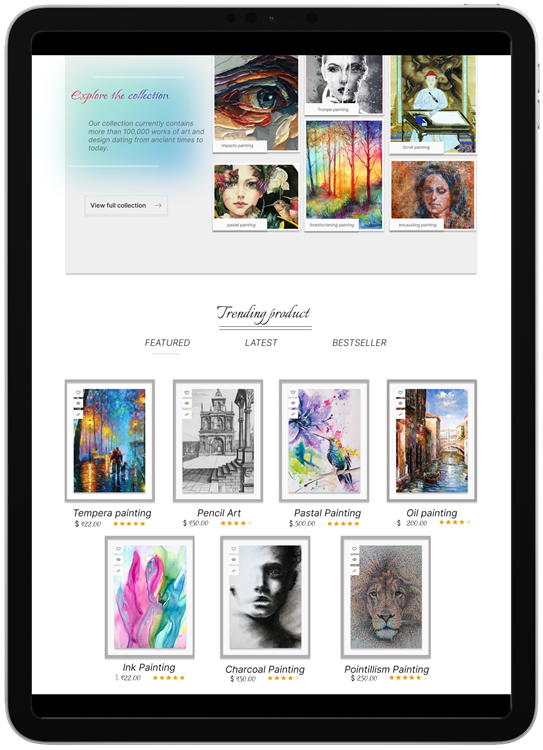 Explore the collection
Our collection currently contains
more than 100,000 works of art and
design dating from ancient times to
today.
View full collection
impasto painting
Trompe painting
Scroll painting
pastel painting
foreshortening painting
encausting painting
Trending product
FEATURED
LATEST
BESTSELLER
Tempera painting
$ 122.00
Pencil Art
$ 150.00
Pastal Painting
$ 500.00
Oil painting
$ 200.00
Ink Painting
$ 122.00
Charcoal Painting
$ 150.00
Pointillism Painting
$ 250.00